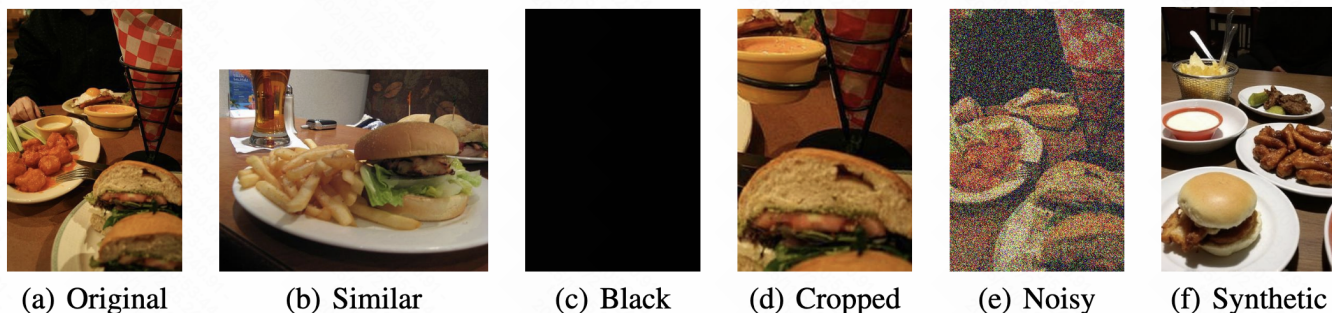 (a) Original
(b) Similar
(c) Black
(d) Cropped
(e) Noisy
(f) Synthetic